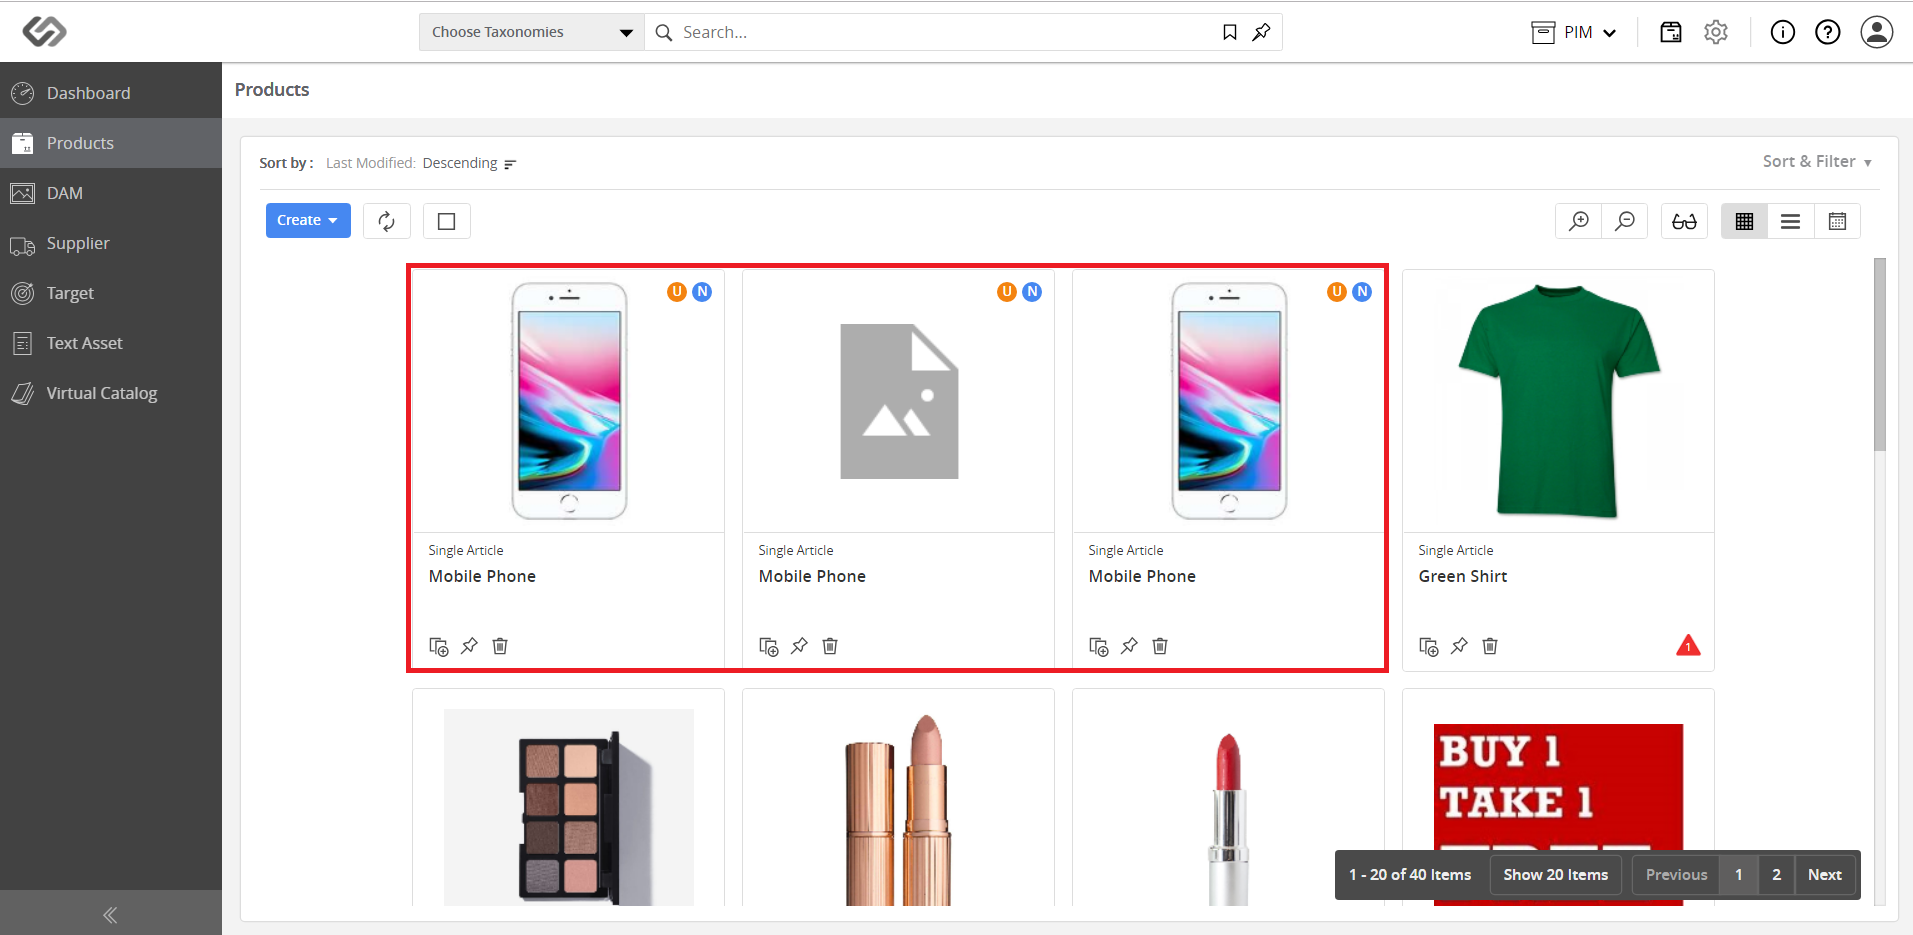 Choose Taxonomies
Search...
PIM
Dashboard
Products
DAM
Supplier
Target
Text Asset
Virtual Catalog
Products
Sort by : Last Modified: Descending
Sort & Filter
Create
U N
U N
U N
Single Article
Mobile Phone
Single Article
Mobile Phone
Single Article
Mobile Phone
Single Article
Green Shirt
1
BUY 1
TAKE 1
1 - 20 of 40 Items
Show 20 Items
Previous
1
2
Next